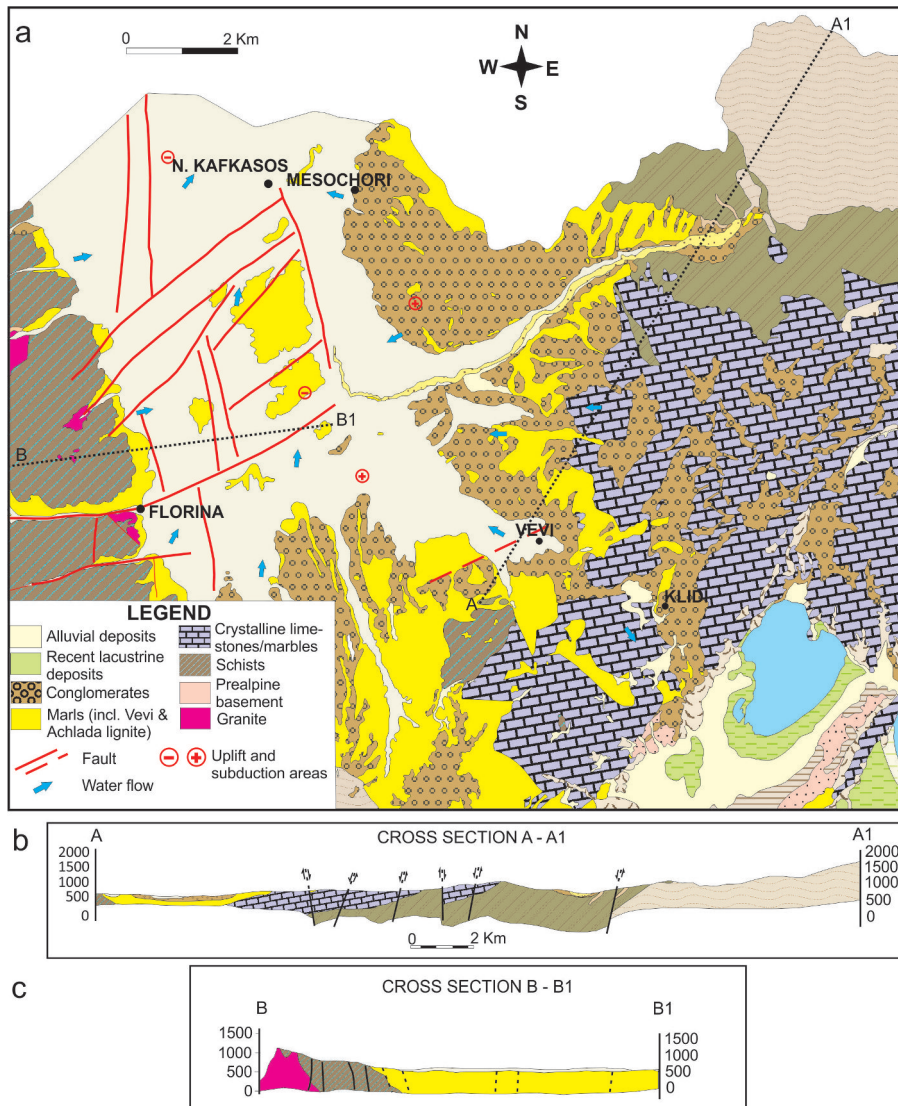 a
0 2 Km
N
W E
S
A1
N. KAFKASOS
MESOCHORI
B1
B
FLORINA
VEVI
A
KLIDI
LEGEND
Alluvial deposits
Recent lacustrine
deposits
Conglomerates
Marls (incl. Vevi &
Achlada lignite)
Crystalline lime-
stones/marbles
Schists
Prealpine
basement
Granite
Fault
Water flow
Uplift and
subduction areas
b
A
CROSS SECTION A - A1
A1
2000
1500
1000
500
0
2000
1500
1000
500
0
0 2 Km
c
CROSS SECTION B - B1
B
B1
1500
1000
500
0
1500
1000
500
0